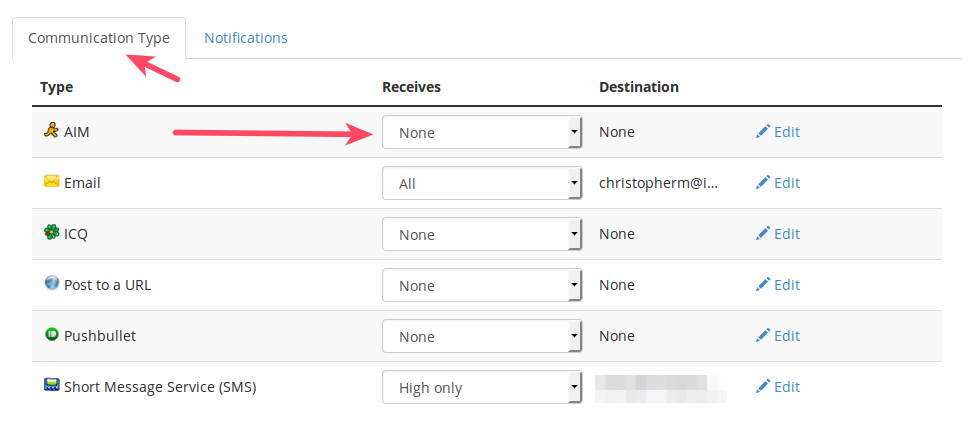 Communication Type Notifications
Type Receives Destination
AIM None None Edit
Email All christopherm@i... Edit
ICQ None None Edit
Post to a URL None None Edit
Pushbullet None None Edit
Short Message Service (SMS) High only Edit